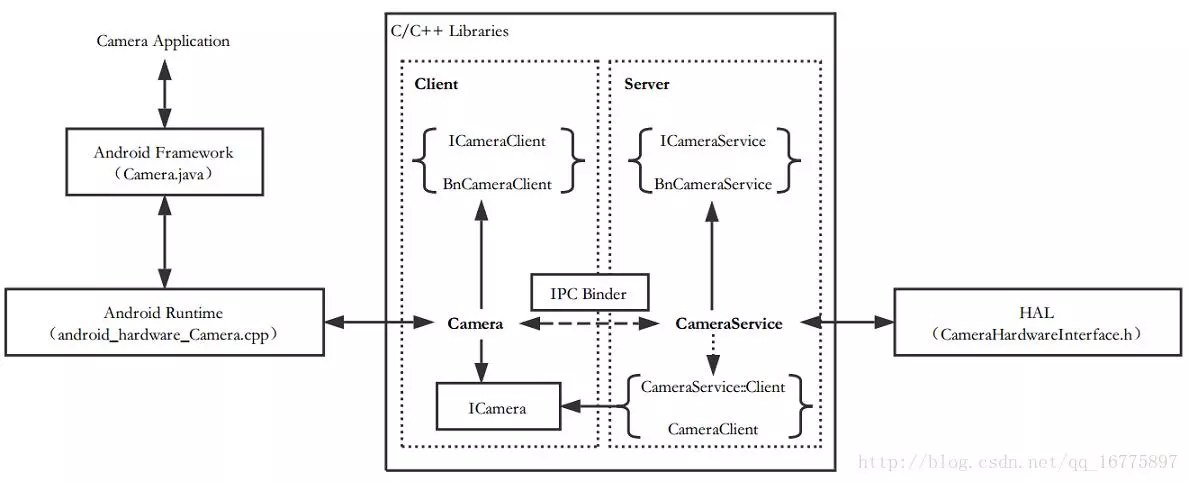 Camera Application
Android Framework
（Camera.java）
Android Runtime
（android_hardware_Camera.cpp）
C/C++ Libraries
Client
ICameraClient
BnCameraClient
Camera
ICamera
IPC Binder
Server
ICameraService
BnCameraService
CameraService
CameraService::Client
CameraClient
HAL
（CameraHardwareInterface.h）
http://blog.csdn.net/qq_16775897